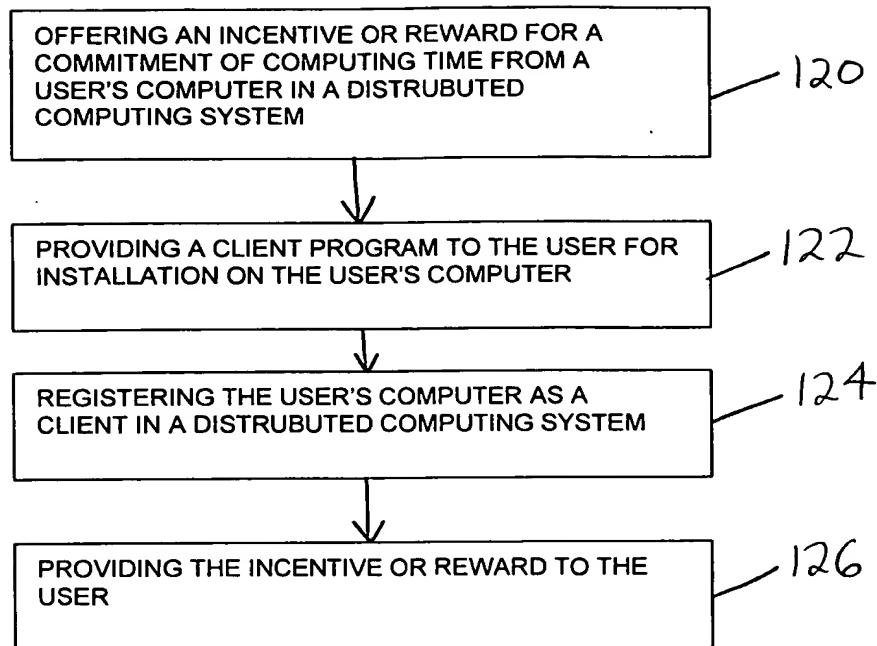 OFFERING AN INCENTIVE OR REWARD FOR A
COMMITMENT OF COMPUTING TIME FROM A
USER'S COMPUTER IN A DISTRUBUTED
COMPUTING SYSTEM
120
PROVIDING A CLIENT PROGRAM TO THE USER FOR
INSTALLATION ON THE USER'S COMPUTER
122
REGISTERING THE USER'S COMPUTER AS A
CLIENT IN A DISTRUBUTED COMPUTING SYSTEM
124
PROVIDING THE INCENTIVE OR REWARD TO THE
USER
126